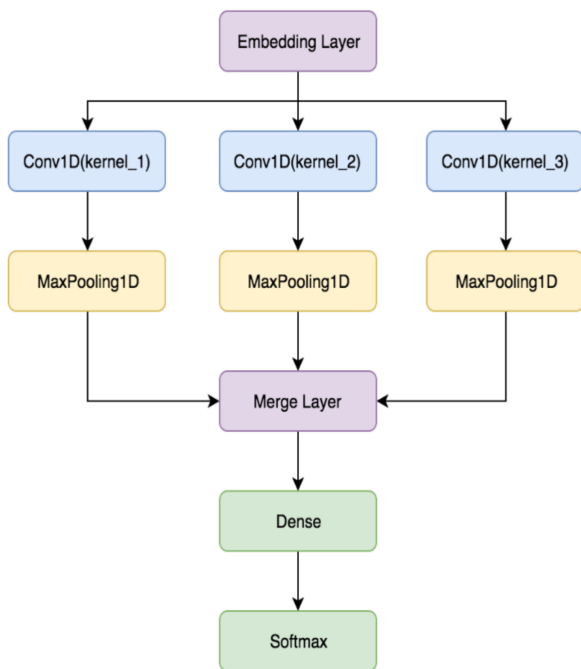 Embedding Layer
Conv1D(kernel_1)
Conv1D(kernel_2)
Conv1D(kernel_3)
MaxPooling1D
MaxPooling1D
MaxPooling1D
Merge Layer
Dense
Softmax